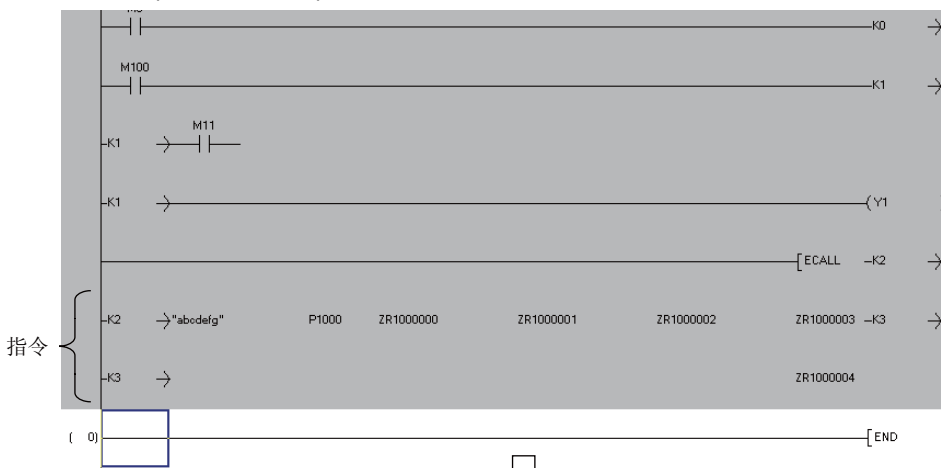 K0
M100
K1
M11
K1
K1 Y1
ECALL K2
指令
K2 "abcdefg" P1000 ZR1000000 ZR1000001 ZR1000002 ZR1000003 K3
K3 ZR1000004
( 0) END